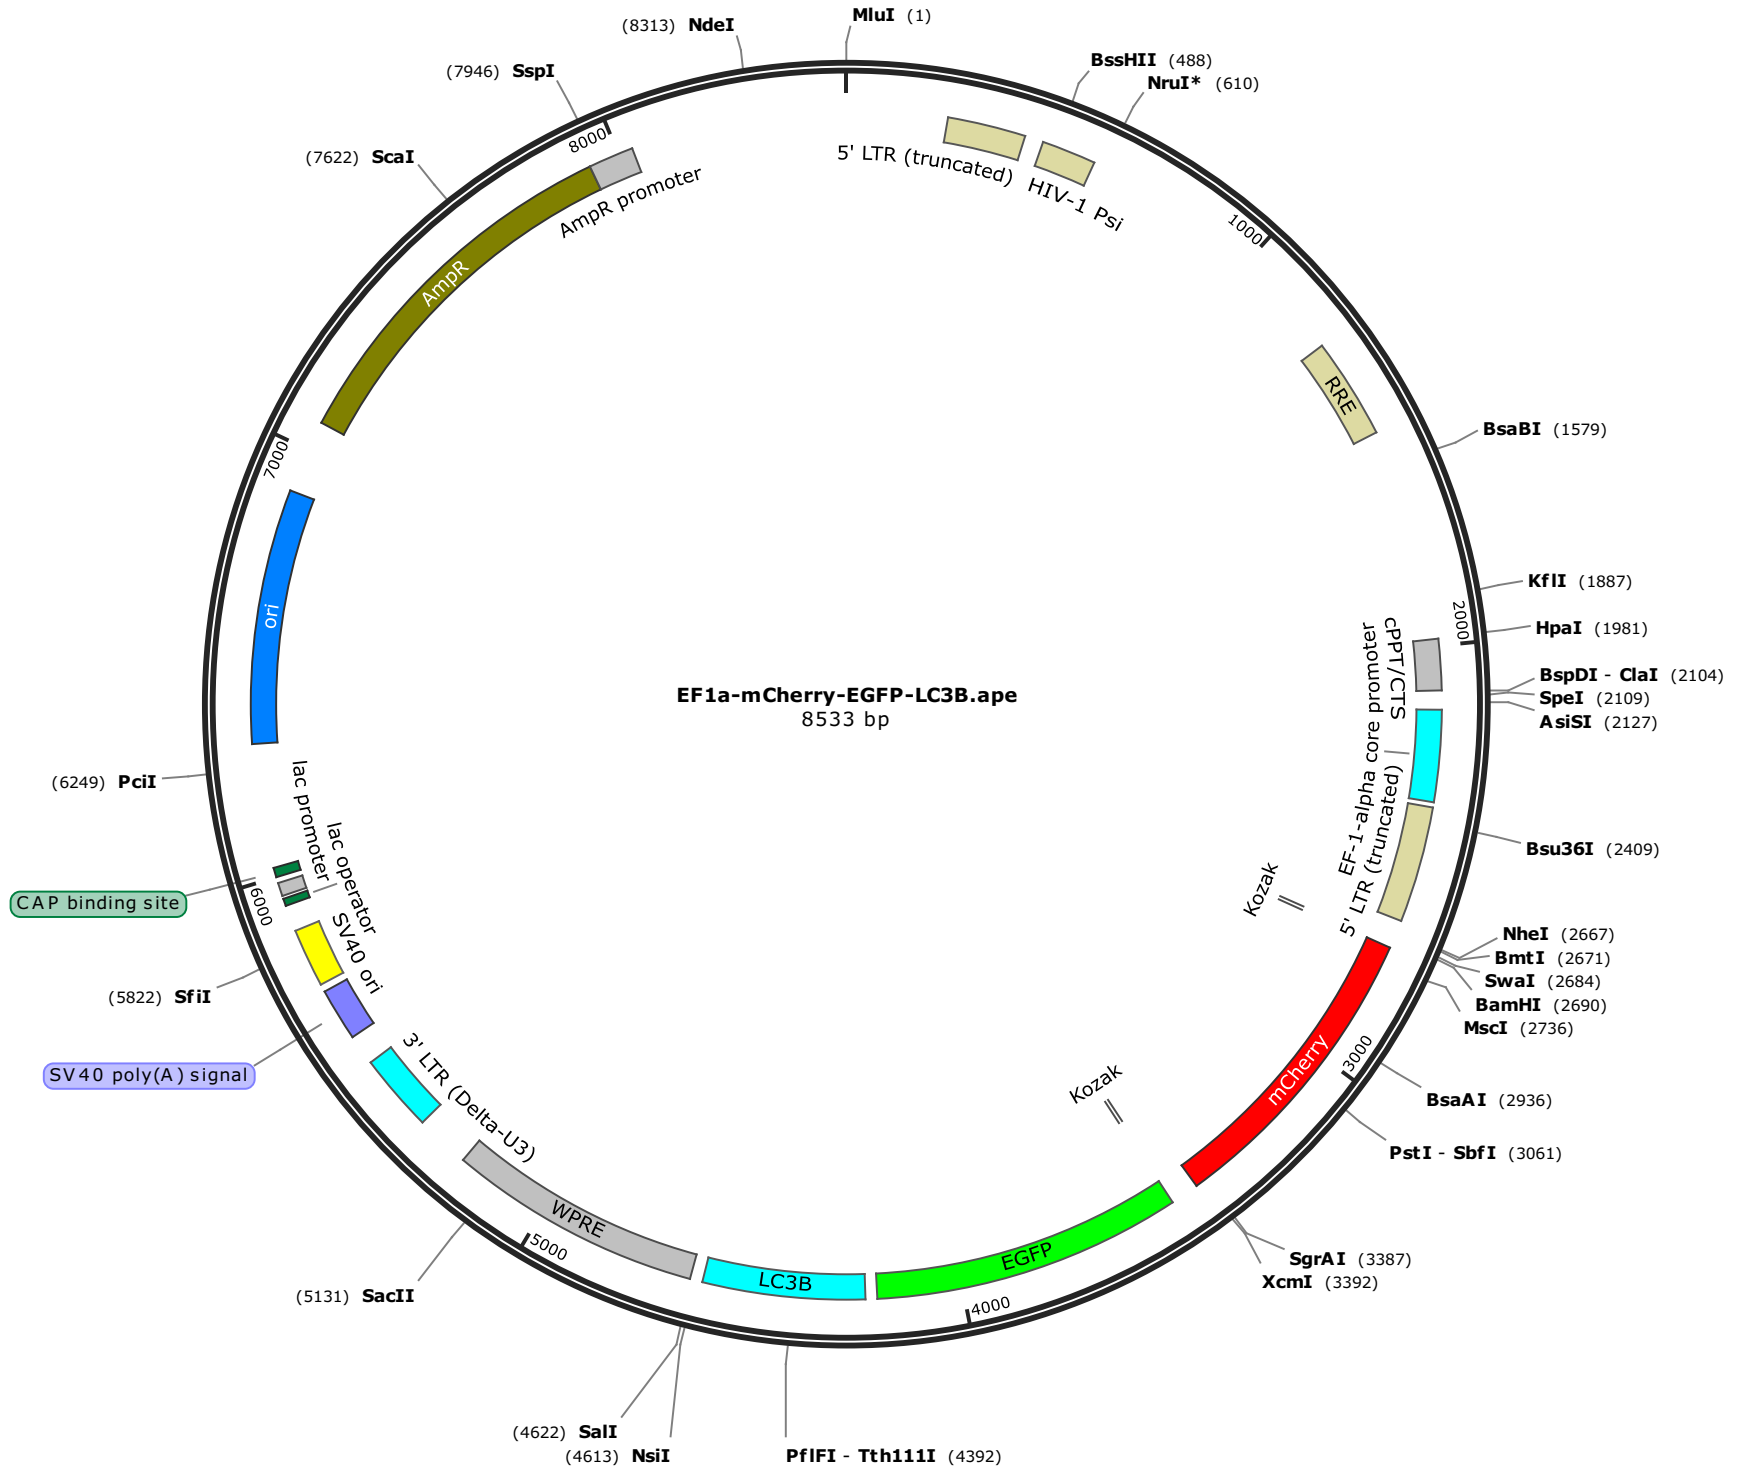 MluI (1)
BssHII (488)
NruI* (610)
BsaBI (1579)
KflI (1887)
HpaI (1981)
BspDI - ClaI (2104)
SpeI (2109)
AsiSI (2127)
Bsu36I (2409)
NheI (2667)
BmtI (2671)
SwaI (2684)
BamHI (2690)
MscI (2736)
BsaAI (2936)
PstI - SbfI (3061)
SgrAI (3387)
XcmI (3392)
PflFI - Tth111I (4392)
(4613) NsiI
(4622) SalI
(5131) SacII
SV40 poly(A) signal
(5822) SfiI
CAP binding site
(6249) PciI
(7622) ScaI
(7946) SspI
(8313) NdeI
1000
2000
3000
4000
5000
6000
7000
8000
5' LTR (truncated)
HIV-1 Psi
RRE
cPPT/CTS
EF-1-alpha core promoter
5' LTR (truncated)
Kozak
mCherry
Kozak
EGFP
LC3B
WPRE
3' LTR (Delta-U3)
SV40 ori
lac operator
lac promoter
ori
AmpR
AmpR promoter
EF1a-mCherry-EGFP-LC3B.ape
8533 bp